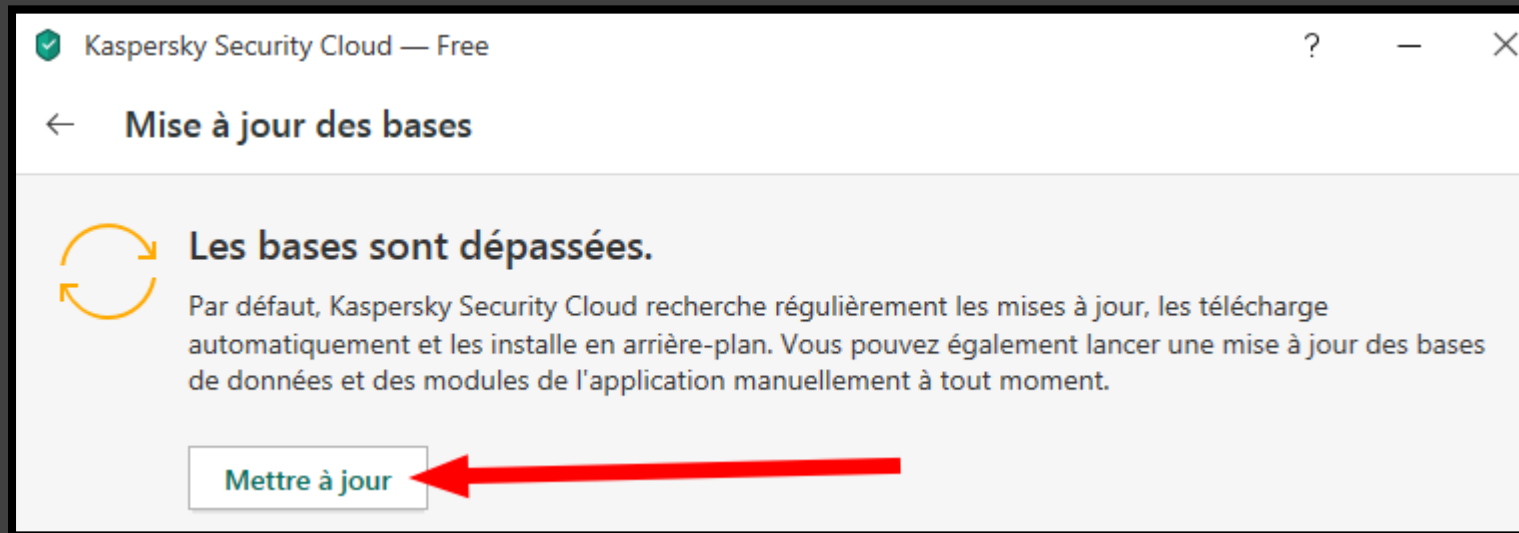 Kaspersky Security Cloud — Free
?
Mise à jour des bases
Les bases sont dépassées.
Par défaut, Kaspersky Security Cloud recherche régulièrement les mises à jour, les télécharge
automatiquement et les installe en arrière-plan. Vous pouvez également lancer une mise à jour des bases
de données et des modules de l'application manuellement à tout moment.
Mettre à jour